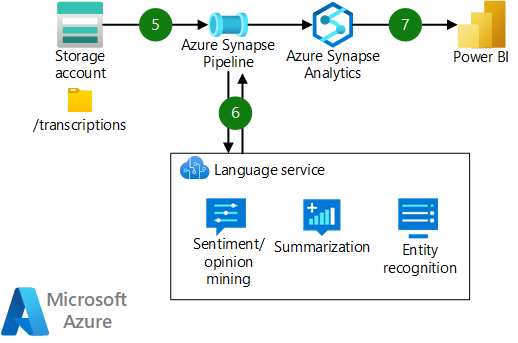 5
7
Storage
account
Azure Synapse
Pipeline
Azure Synapse
Analytics
Power BI
/transcriptions
6
Language service
Sentiment/
opinion
mining
Summarization
Entity
recognition
Microsoft
Azure